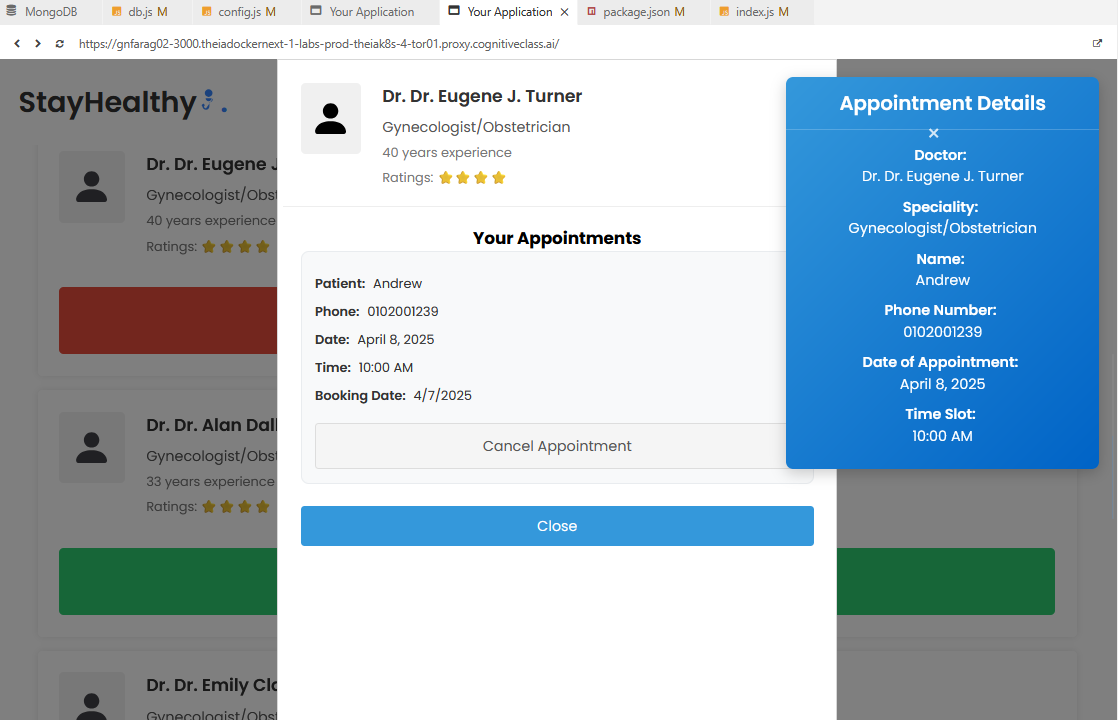 MongoDB
db.js M
config.js M
Your Application
Your Application
package.json M
index.js M
https://gnfarag02-3000.theiadockernext-1-labs-prod-theiak8s-4-tor01.proxy.cognitiveclass.ai/
StayHealthy
Dr. Dr. Eugene J.
Gynecologist/Obst
40 years experience
Ratings:
Dr. Dr. Alan Dall
Gynecologist/Obst
33 years experience
Ratings:
Dr. Dr. Emily Clo
Gynecologist/Obst
Dr. Dr. Eugene J. Turner
Gynecologist/Obstetrician
40 years experience
Ratings:
Your Appointments
Patient: Andrew
Phone: 0102001239
Date: April 8, 2025
Time: 10:00 AM
Booking Date: 4/7/2025
Cancel Appointment
Close
Appointment Details
Doctor:
Dr. Dr. Eugene J. Turner
Speciality:
Gynecologist/Obstetrician
Name:
Andrew
Phone Number:
0102001239
Date of Appointment:
April 8, 2025
Time Slot:
10:00 AM